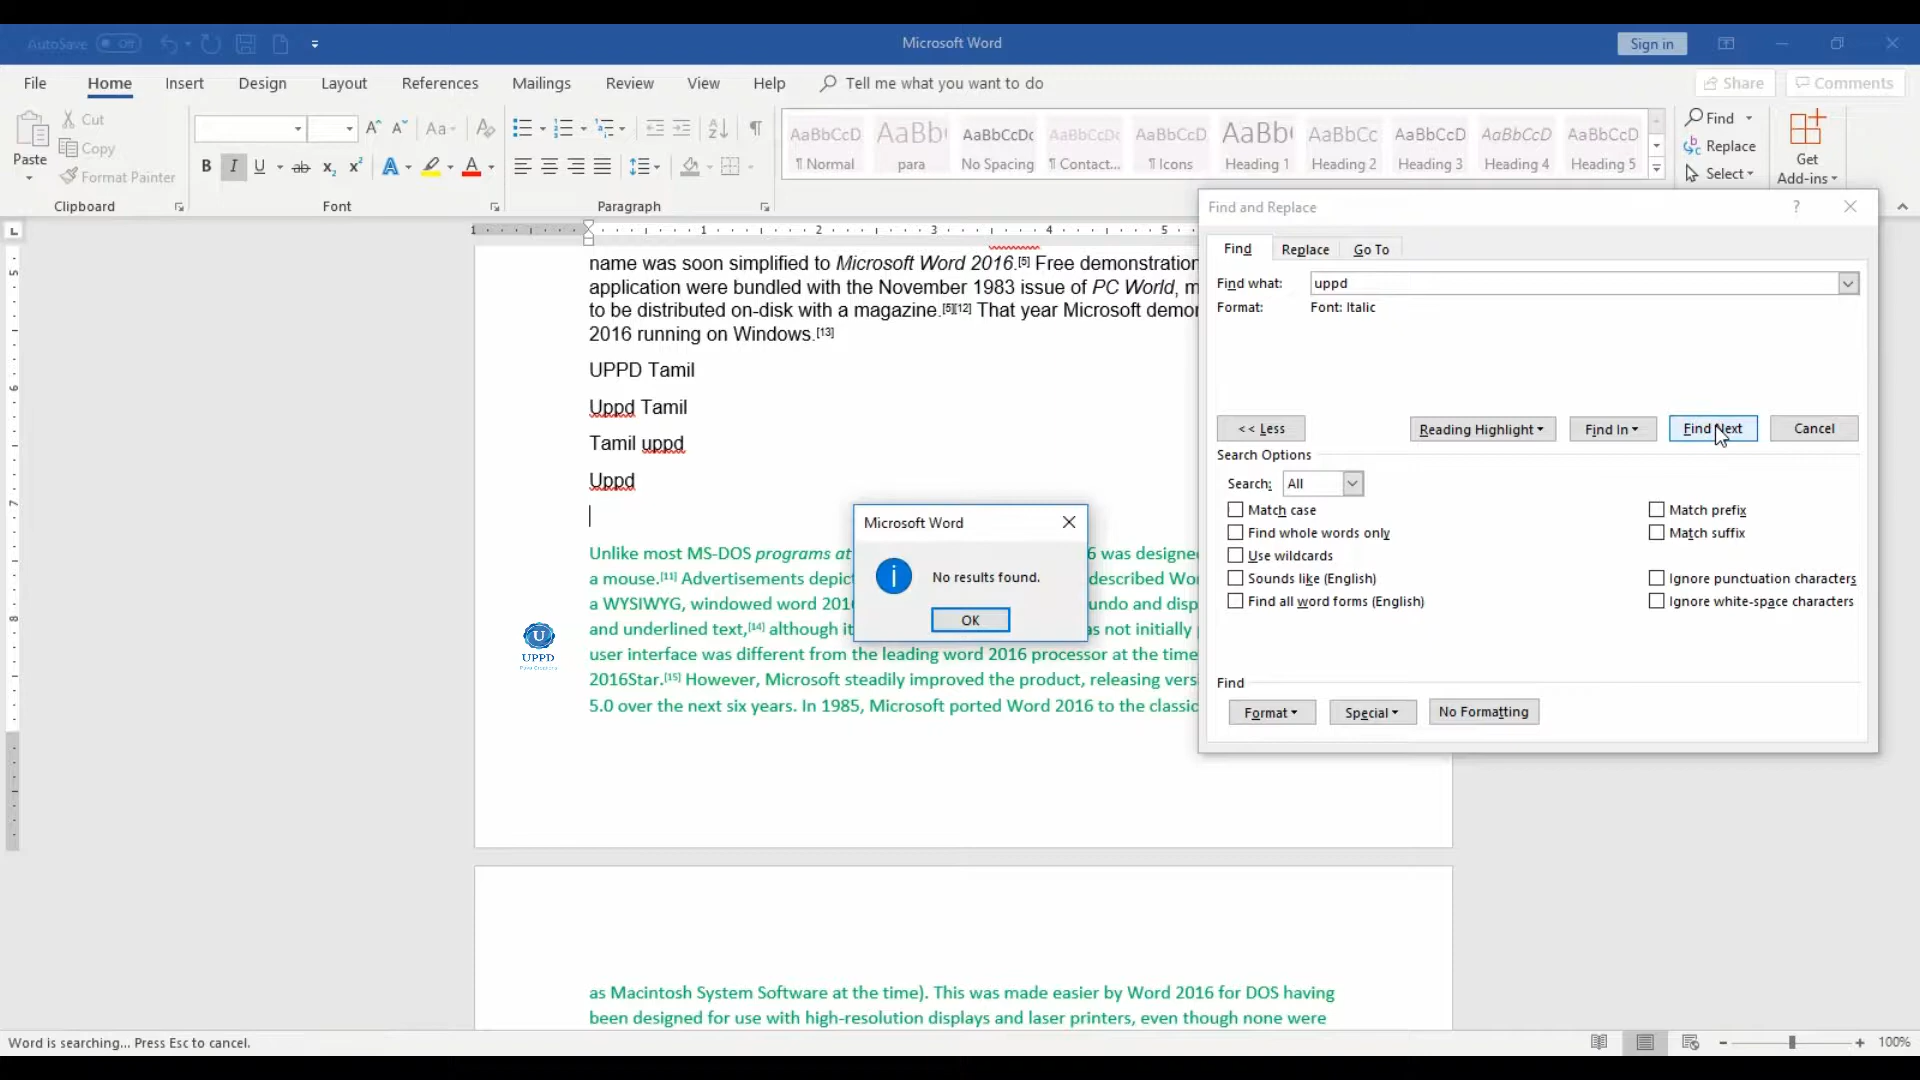 AutoSave Off
Microsoft Word
Sign in
File Home Insert Design Layout References Mailings Review View Help Tell me what you want to do
Share Comments
Paste
Cut
Copy
Format Painter
Clipboard
Font
Paragraph
AaBbCcD AaBb( AaBbCcDc AaBbCcDc AaBbCcD AaBb( AaBbCc AaBbCcD AaBbCcD AaBbCcD
¶ Normal para No Spacing ¶ Contact... ¶ Icons Heading 1 Heading 2 Heading 3 Heading 4 Heading 5
Find
Replace
Select
Get
Add-ins
1 1 2 3 4 5
name was soon simplified to Microsoft Word 2016.[5] Free demonstration
application were bundled with the November 1983 issue of PC World, m
to be distributed on-disk with a magazine.[5][12] That year Microsoft demor
2016 running on Windows.[13]
UPPD Tamil
Uppd Tamil
Tamil uppd
Uppd
Unlike most MS-DOS programs at
6 was designe
a mouse.[11] Advertisements depict
described Wor
a WYSIWYG, windowed word 201
undo and disp
and underlined text,[14] although it
as not initially
user interface was different from the leading word 2016 processor at the time
2016Star.[15] However, Microsoft steadily improved the product, releasing vers
5.0 over the next six years. In 1985, Microsoft ported Word 2016 to the classic
U
UPPD
Microsoft Word
No results found.
OK
Find and Replace
?
Find Replace Go To
Find what: uppd
Format: Font: Italic
<< Less Reading Highlight Find In Find Next Cancel
Search Options
Search: All
Match case
Find whole words only
Use wildcards
Sounds like (English)
Find all word forms (English)
Match prefix
Match suffix
Ignore punctuation characters
Ignore white-space characters
Find
Format Special No Formatting
as Macintosh System Software at the time). This was made easier by Word 2016 for DOS having
been designed for use with high-resolution displays and laser printers, even though none were
Word is searching... Press Esc to cancel.
100%